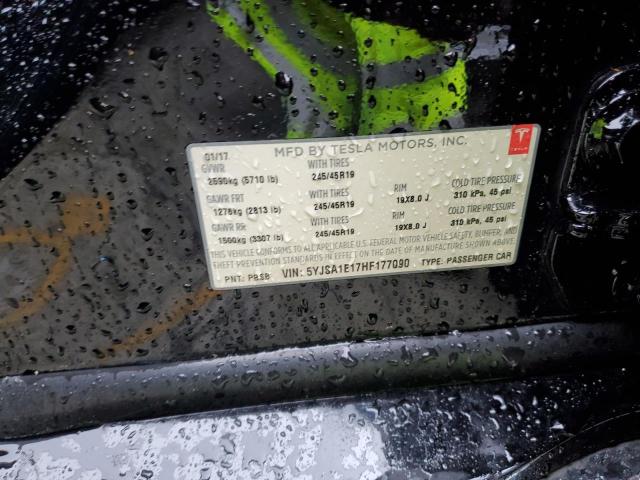 MFD BY TESLA MOTORS, INC.
TESLA
01/17
GVWR WITH TIRES
2590kg (5710 lb) 245/45R19
GAWR FRT WITH TIRES RIM COLD TIRE PRESSURE
1276kg (2813 lb) 245/45R19 19X8.0 J 310 kPa, 45 psi
GAWR RR WITH TIRES RIM COLD TIRE PRESSURE
1500kg (3307 lb) 245/45R19 19X8.0 J 310 kPa, 45 psi
THIS VEHICLE CONFORMS TO ALL APPLICABLE U.S. FEDERAL MOTOR VEHICLE SAFETY, BUMPER, AND
THEFT PREVENTION STANDARDS IN EFFECT ON THE DATE OF MANUFACTURE SHOWN ABOVE.
PNT: PBSB VIN: 5YJSA1E17HF177090 TYPE: PASSENGER CAR